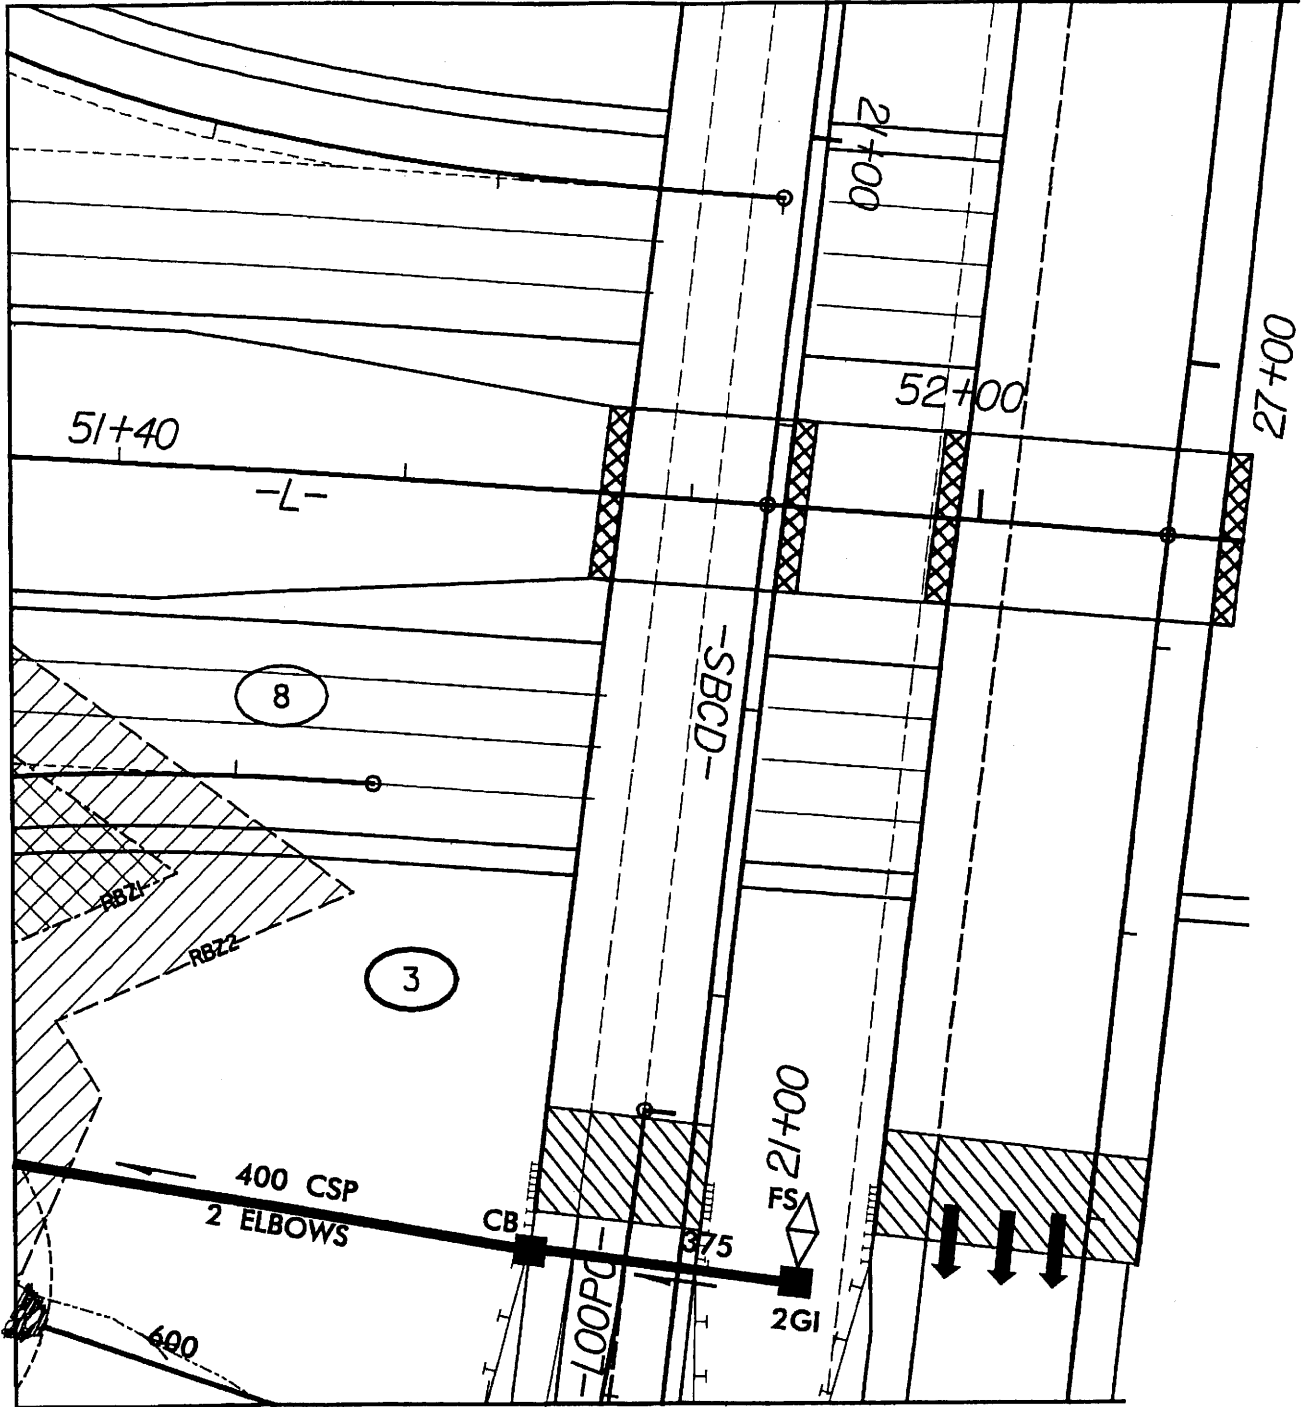 21+00
52+00
27+00
51+40
-L-
-SBCD-
8
RBZ1
RBZ2
3
21+00
400 CSP
2 ELBOWS
FS
CB
375
2GI
-LOOPC-
600